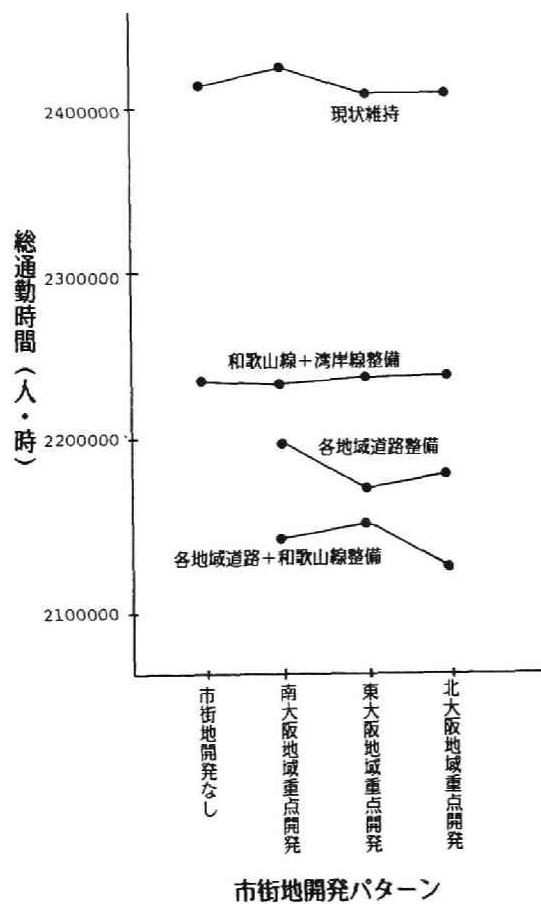 2400000
現状維持
2300000
総通勤時間(人・時)
和歌山線+湾岸線整備
2200000
各地域道路整備
各地域道路+和歌山線整備
2100000
市街地開発なし
南大阪地域重点開発
東大阪地域重点開発
北大阪地域重点開発
市街地開発パターン